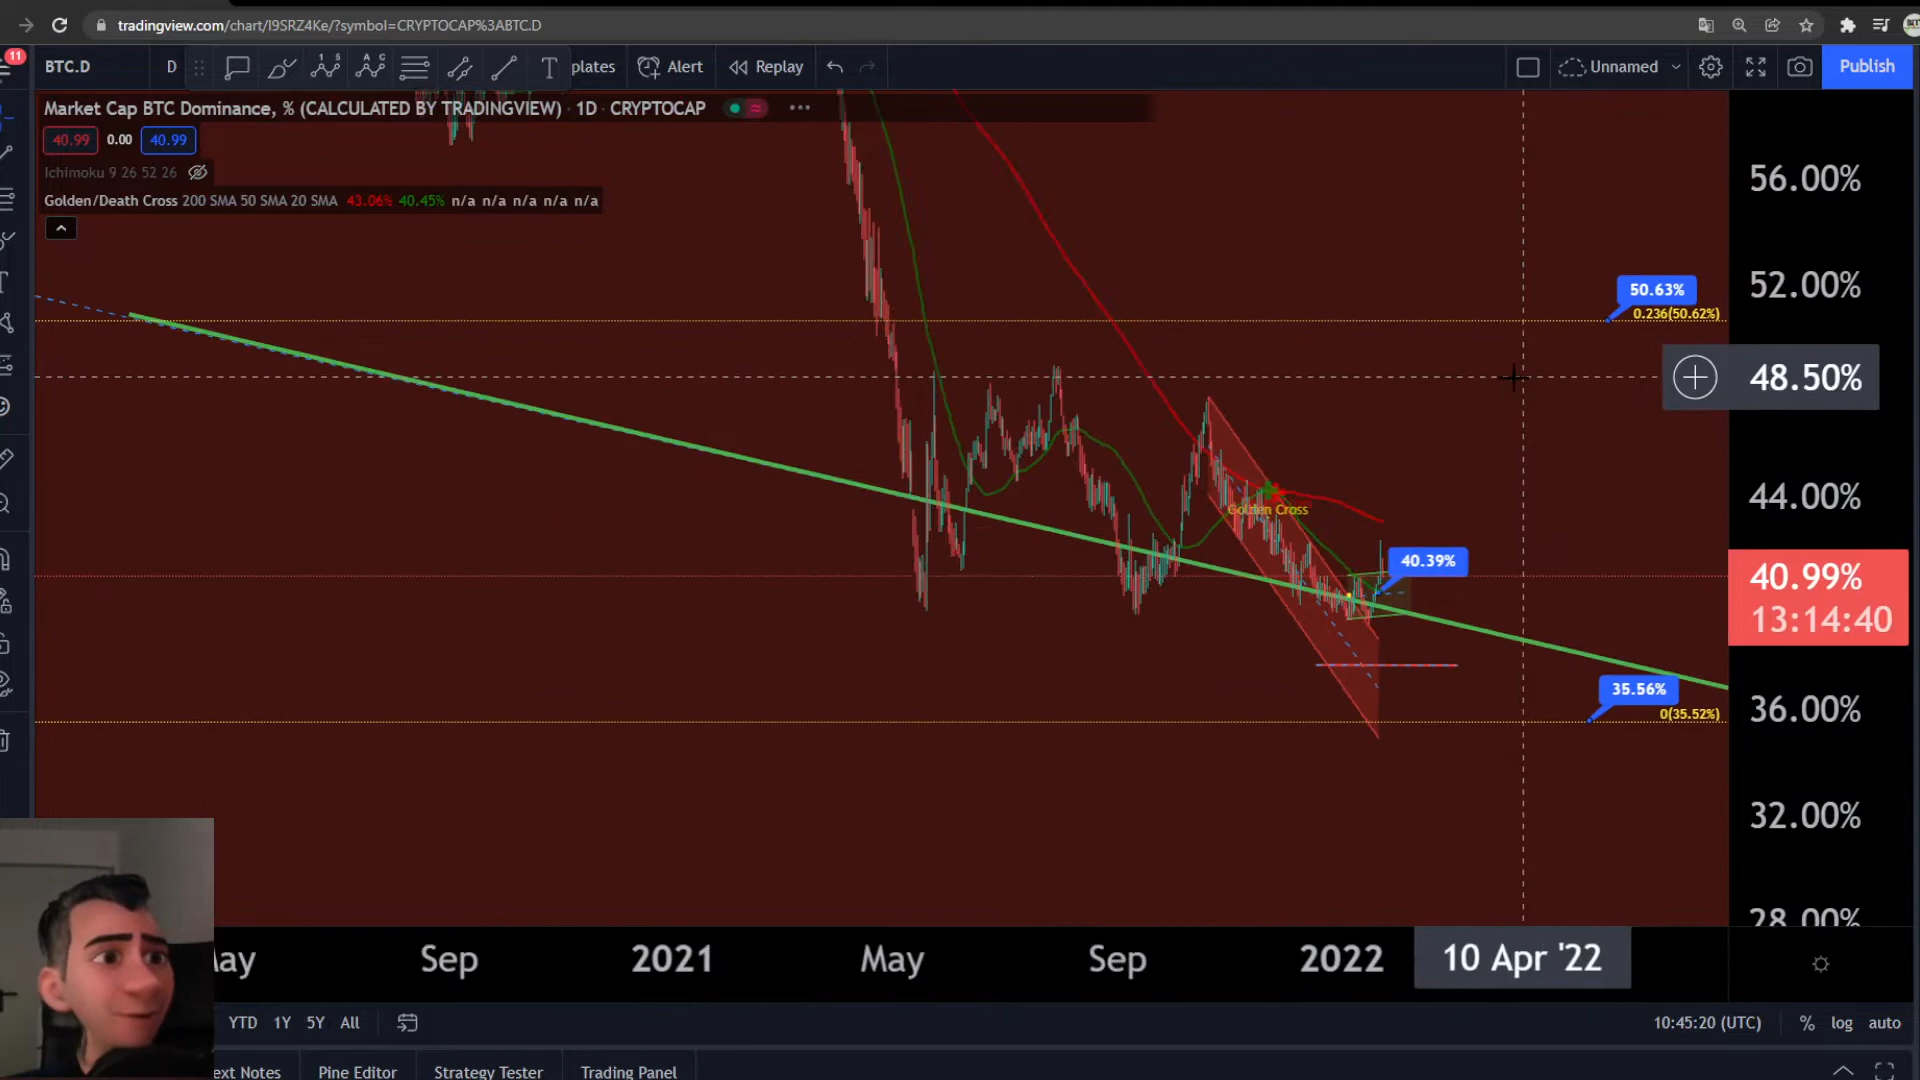 tradingview.com/chart/I9SRZ4Ke/?symbol=CRYPTOCAP%3ABTC.D
11
BTC.D D plates Alert Replay Unnamed Publish
Market Cap BTC Dominance, % (CALCULATED BY TRADINGVIEW) · 1D · CRYPTOCAP
40.99 0.00 40.99
Ichimoku 9 26 52 26
Golden/Death Cross 200 SMA 50 SMA 20 SMA 43.06% 40.45% n/a n/a n/a n/a n/a
56.00%
52.00%
50.63%
0.236(50.62%)
48.50%
44.00%
Golden Cross
40.39%
40.99%
13:14:40
35.56%
0(35.52%)
36.00%
32.00%
28.00%
May Sep 2021 May Sep 2022 10 Apr '22
YTD 1Y 5Y All 10:45:20 (UTC) % log auto
ext Notes Pine Editor Strategy Tester Trading Panel